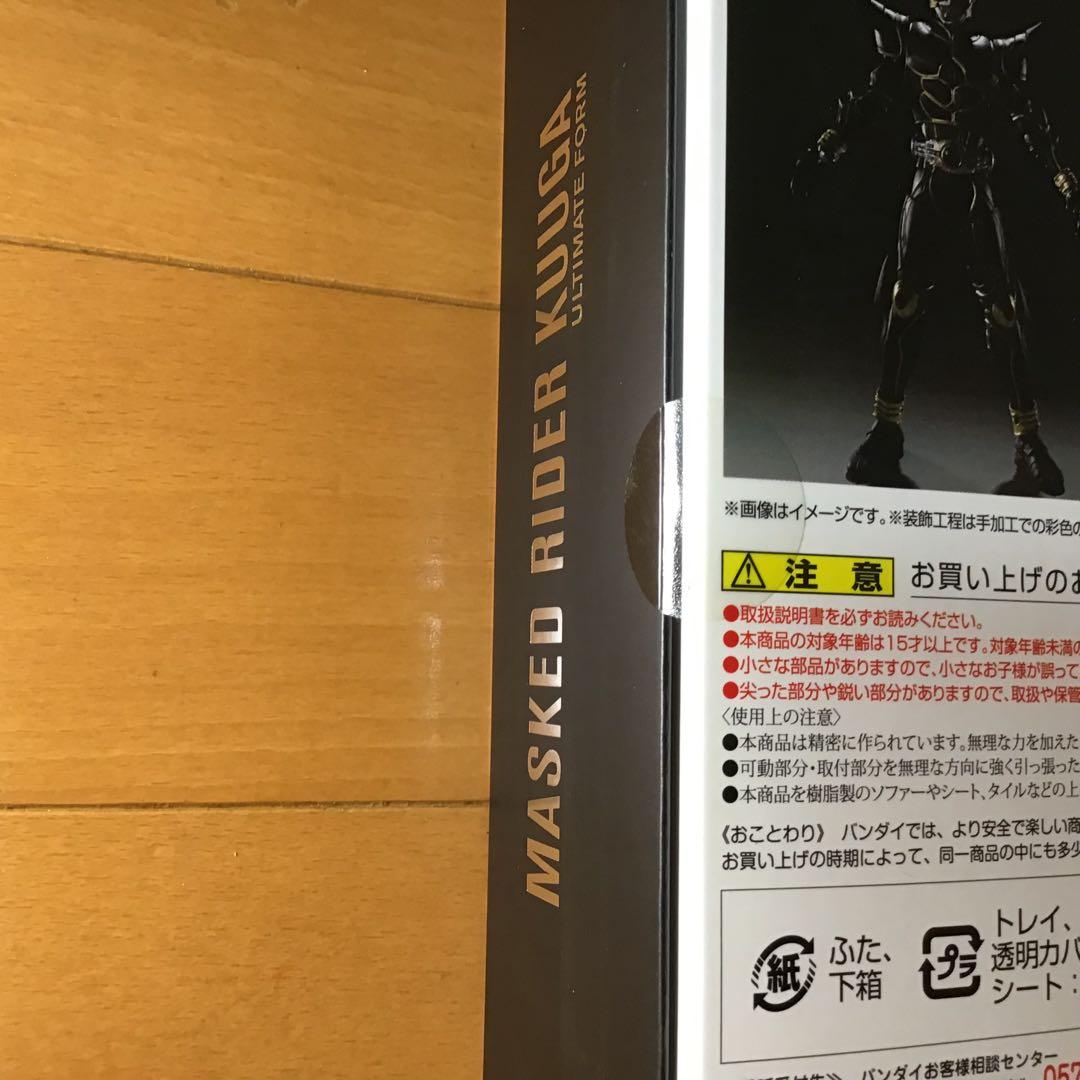 MASKED RIDER KUUGA
ULTIMATE FORM
※画像はイメージです。※装飾工程は手加工での彩色の
注 意 お買い上げのお
●取扱説明書を必ずお読みください。
●本商品の対象年齢は15才以上です。対象年齢未満の
●小さな部品がありますので、小さなお子様が誤って
●尖った部分や鋭い部分がありますので、取扱や保管
〈使用上の注意〉
●本商品は精密に作られています。無理な力を加えた
●可動部分・取付部分を無理な方向に強く引っ張った
●本商品を樹脂製のソファーやシート、タイルなどの上
《おことわり》 バンダイでは、より安全で楽しい商
お買い上げの時期によって、同一商品の中にも多少
紙
ふた、
下箱
プラ
トレイ、
透明カバ
シート：
バンダイお客様相談センター
057